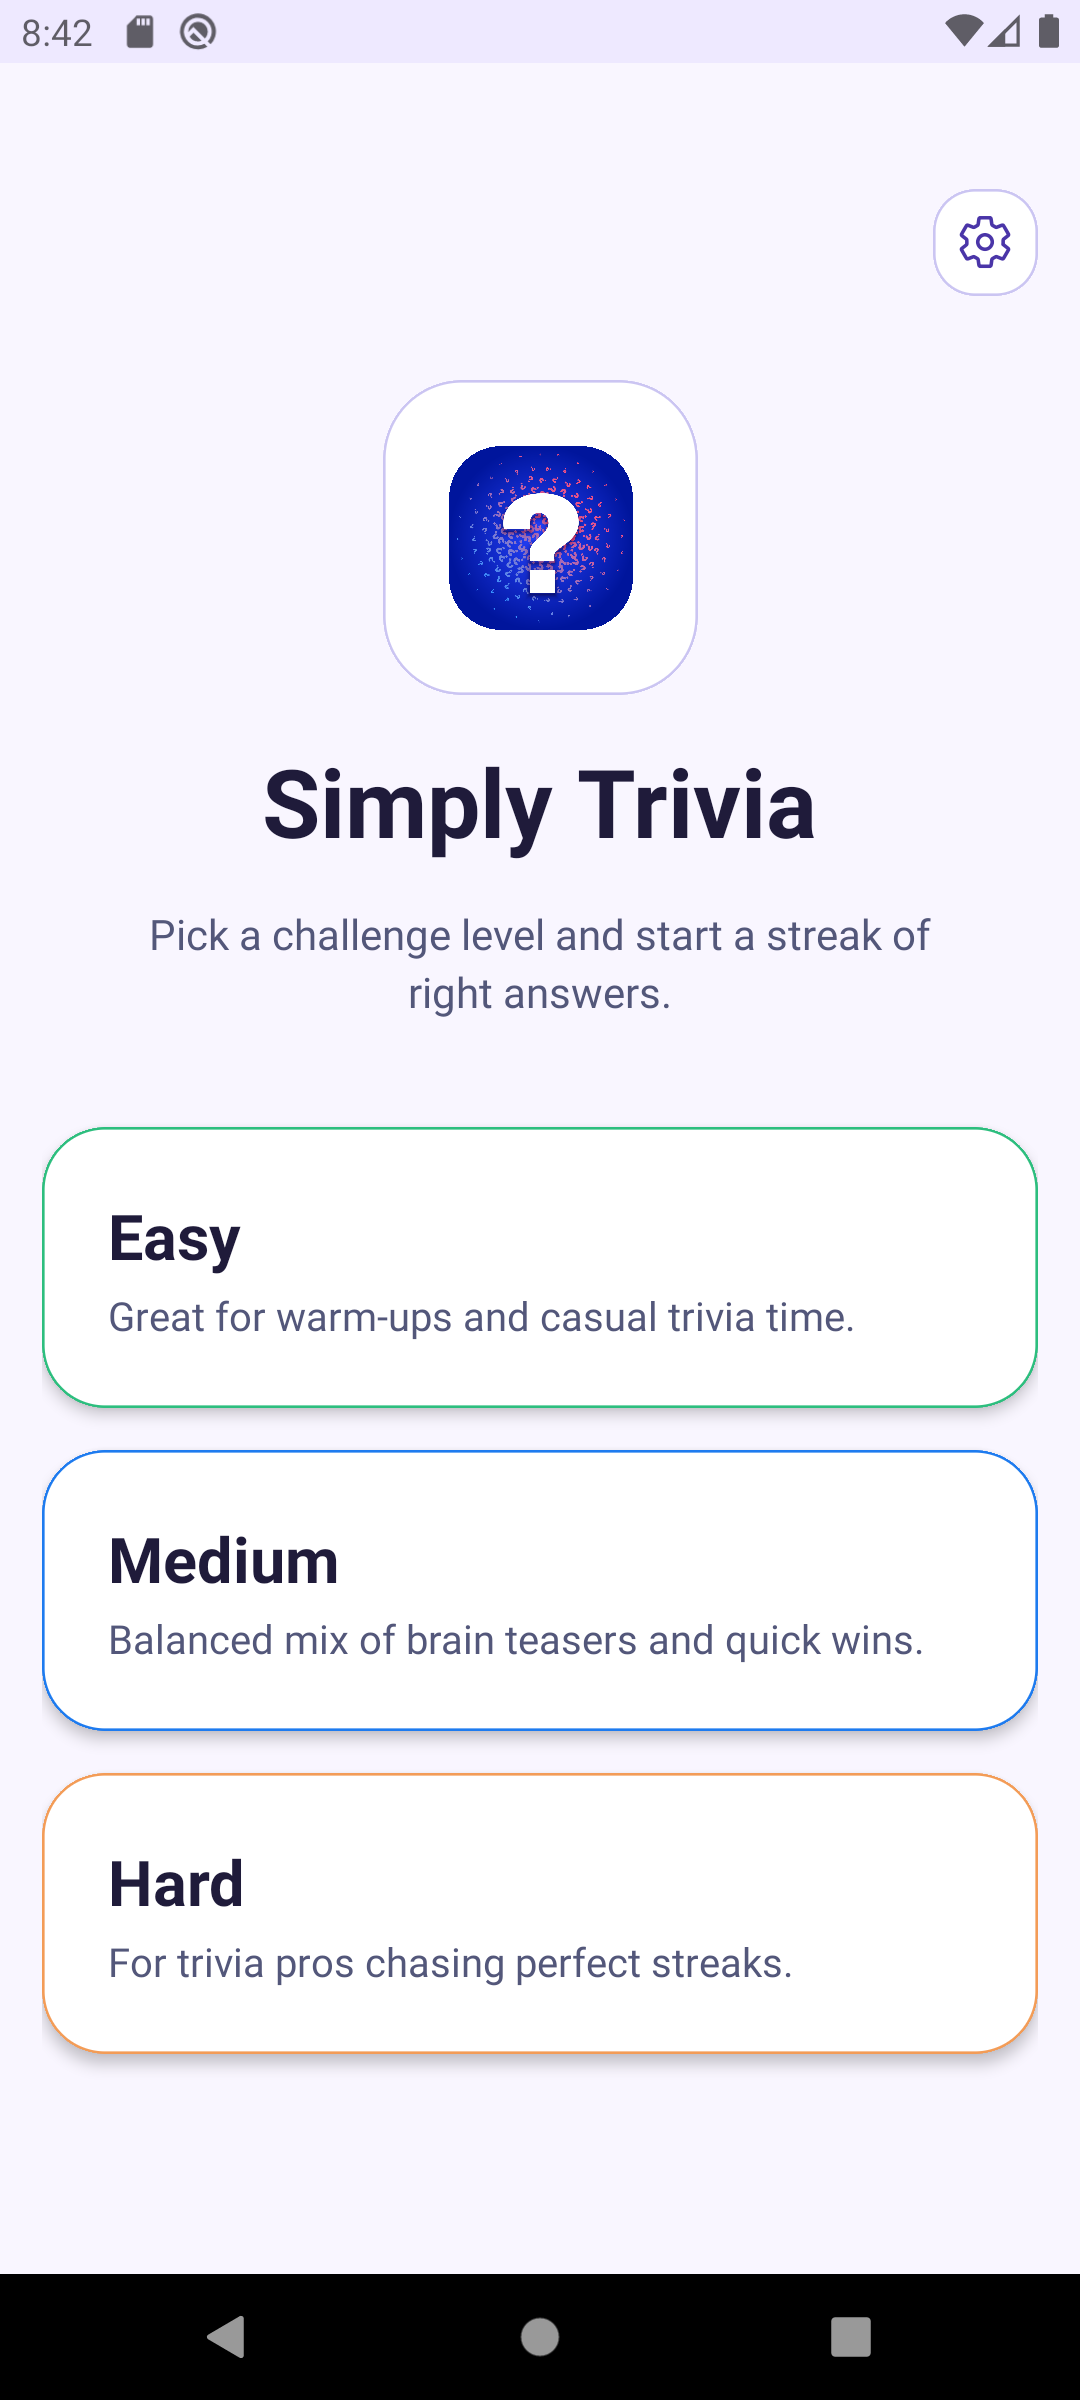 8:42
?
Simply Trivia
Pick a challenge level and start a streak of
right answers.
Easy
Great for warm-ups and casual trivia time.
Medium
Balanced mix of brain teasers and quick wins.
Hard
For trivia pros chasing perfect streaks.